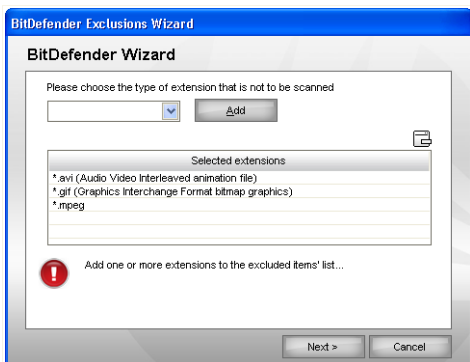 BitDefender Exclusions Wizard
BitDefender Wizard
Please choose the type of extension that is not to be scanned
Add
Selected extensions
*.avi (Audio Video Interleaved animation file)
*.gif (Graphics Interchange Format bitmap graphics)
*.mpeg
Add one or more extensions to the excluded items' list...
Next >
Cancel